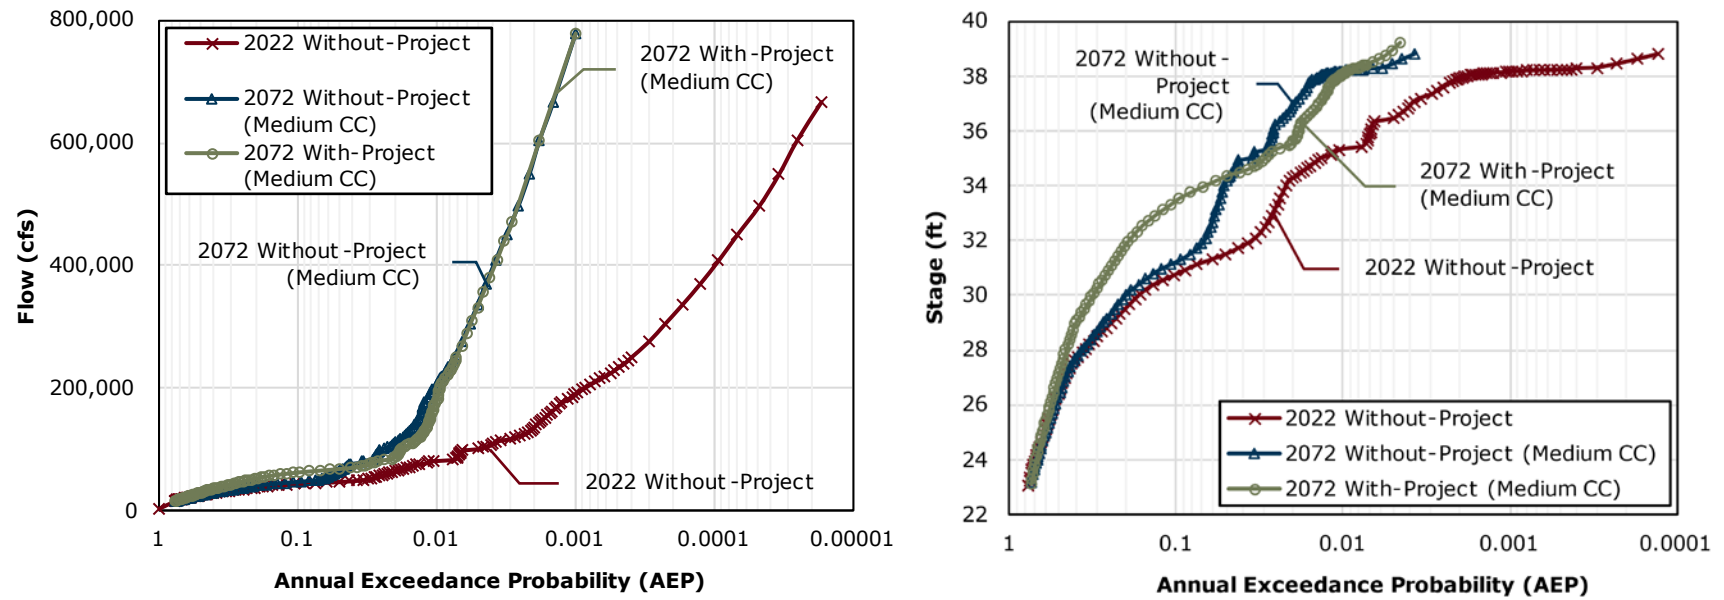 800,000
600,000
400,000
200,000
0
Flow (cfs)
2022 Without-Project
2072 Without-Project
(Medium CC)
2072 With-Project
(Medium CC)
2072 With-Project
(Medium CC)
2072 Without-Project
(Medium CC)
2022 Without-Project
1
0.1
0.01
0.001
0.0001
0.00001
Annual Exceedance Probability (AEP)
40
38
36
34
32
30
28
26
24
22
Stage (ft)
2072 Without-
Project
(Medium CC)
2072 With-Project
(Medium CC)
2022 Without-Project
2022 Without-Project
2072 Without-Project (Medium CC)
2072 With-Project (Medium CC)
1
0.1
0.01
0.001
0.0001
Annual Exceedance Probability (AEP)